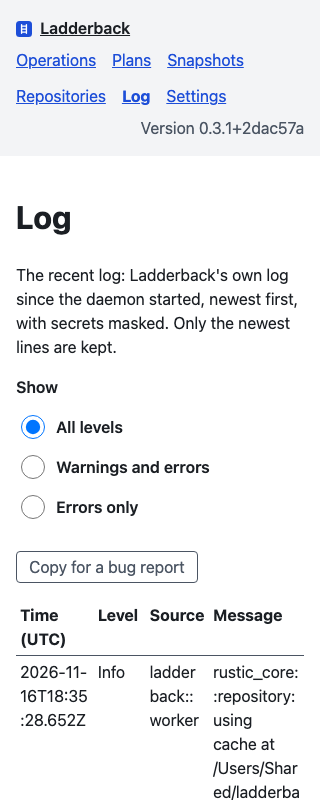 Ladderback
Operations Plans Snapshots
Repositories Log Settings
Version 0.3.1+2dac57a
Log
The recent log: Ladderback's own log
since the daemon started, newest first,
with secrets masked. Only the newest
lines are kept.
Show
All levels
Warnings and errors
Errors only
Copy for a bug report
Time Level Source Message
(UTC)
2026-11- Info ladder rustic_core:
16T18:35 back:: :repository:
:28.652Z worker using
cache at
/Users/Shar
ed/ladderba